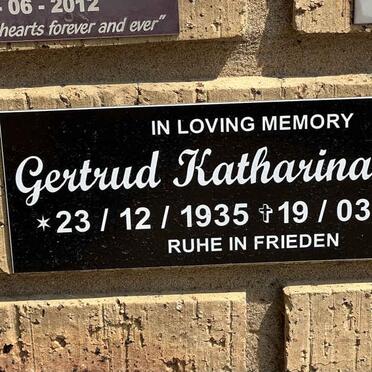 06 - 2012
hearts forever and ever”
IN LOVING MEMORY
Gertrud Katharina
✶23 / 12 / 1935 ✝19 / 03
RUHE IN FRIEDEN